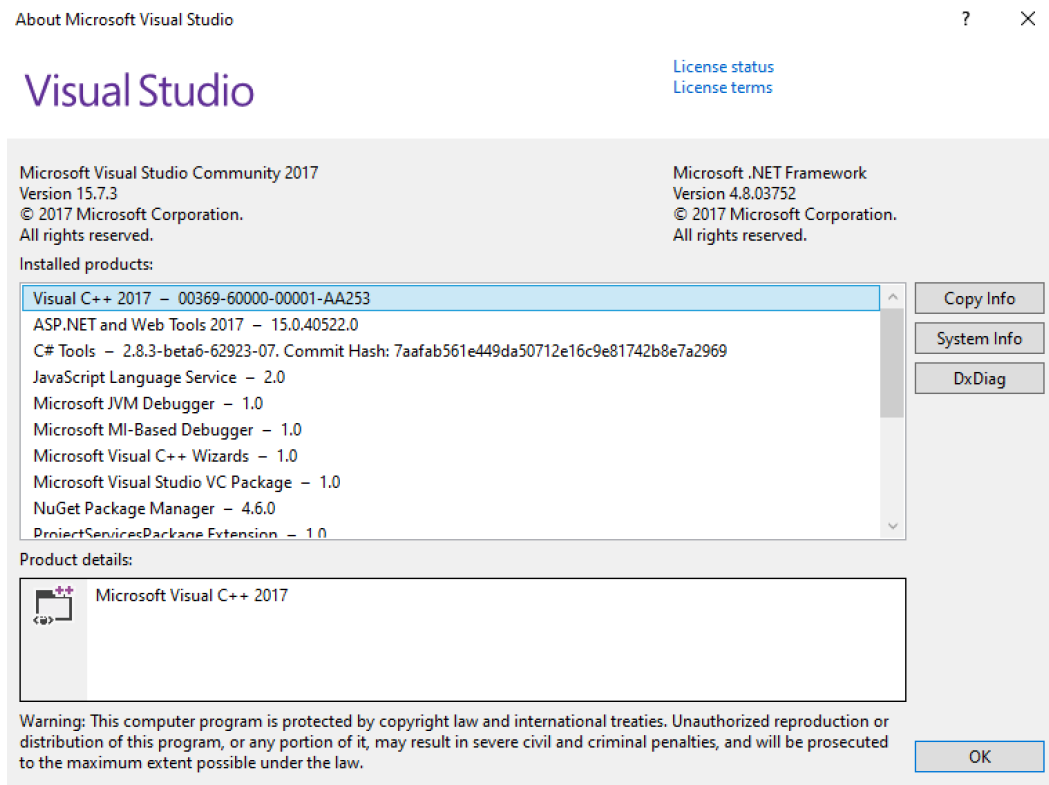 About Microsoft Visual Studio
?
Visual Studio
License status
License terms
Microsoft Visual Studio Community 2017
Version 15.7.3
© 2017 Microsoft Corporation.
All rights reserved.
Microsoft .NET Framework
Version 4.8.03752
© 2017 Microsoft Corporation.
All rights reserved.
Installed products:
Visual C++ 2017 – 00369-60000-00001-AA253
ASP.NET and Web Tools 2017 – 15.0.40522.0
C# Tools – 2.8.3-beta6-62923-07. Commit Hash: 7aafab561e449da50712e16c9e81742b8e7a2969
JavaScript Language Service – 2.0
Microsoft JVM Debugger – 1.0
Microsoft MI-Based Debugger – 1.0
Microsoft Visual C++ Wizards – 1.0
Microsoft Visual Studio VC Package – 1.0
NuGet Package Manager – 4.6.0
ProjectServicesPackage Extension – 1.0
Copy Info
System Info
DxDiag
Product details:
Microsoft Visual C++ 2017
Warning: This computer program is protected by copyright law and international treaties. Unauthorized reproduction or
distribution of this program, or any portion of it, may result in severe civil and criminal penalties, and will be prosecuted
to the maximum extent possible under the law.
OK